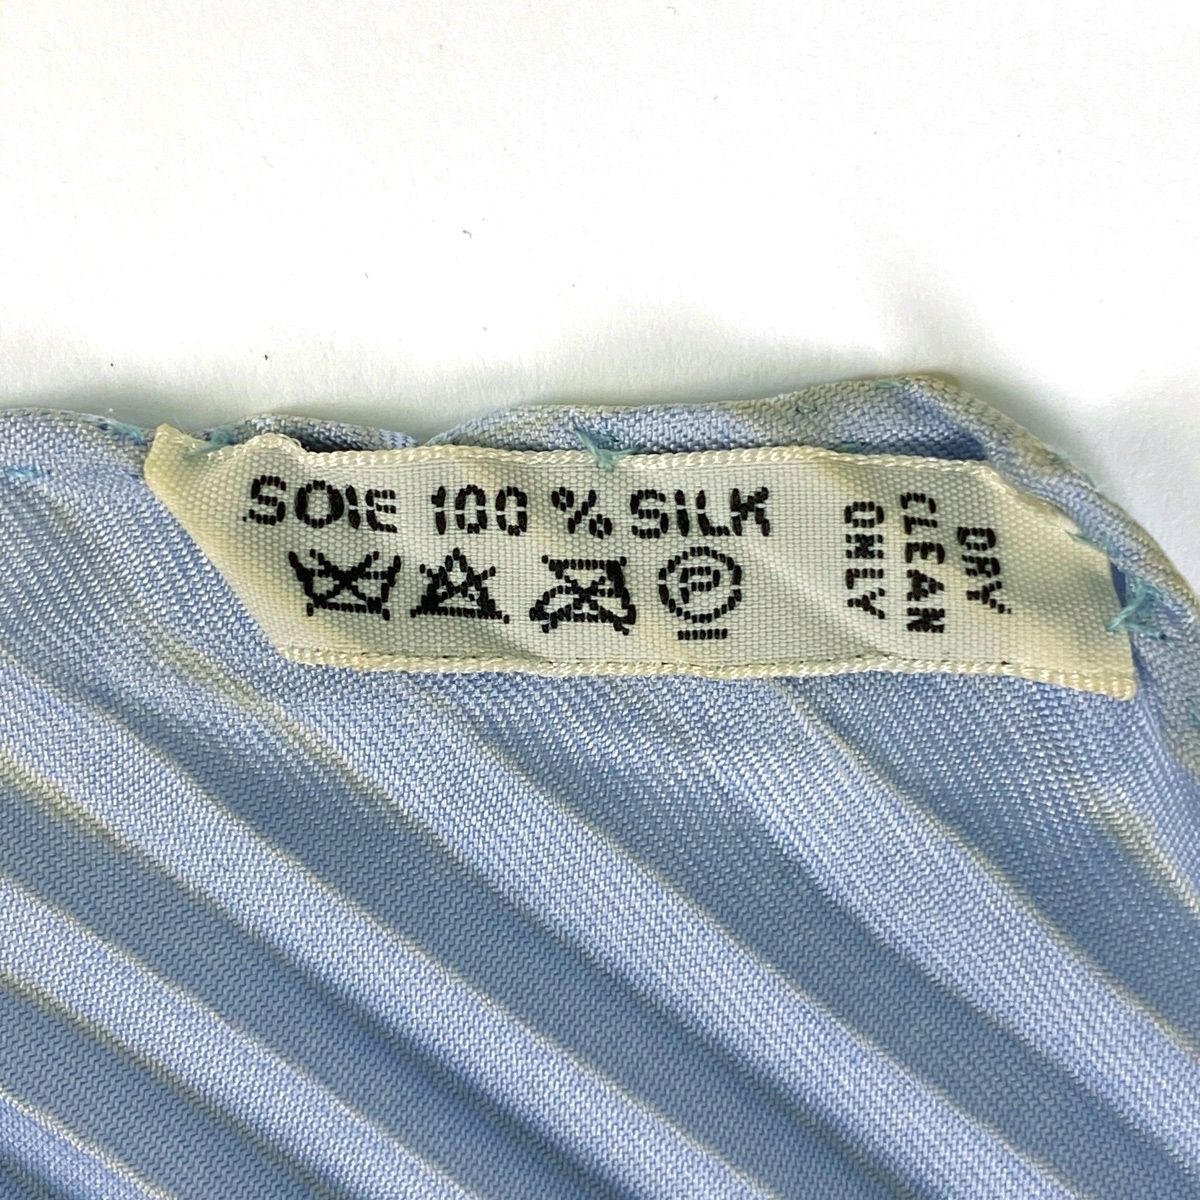 SOIE 100 % SILK
P
DRY
CLEAN
ONLY